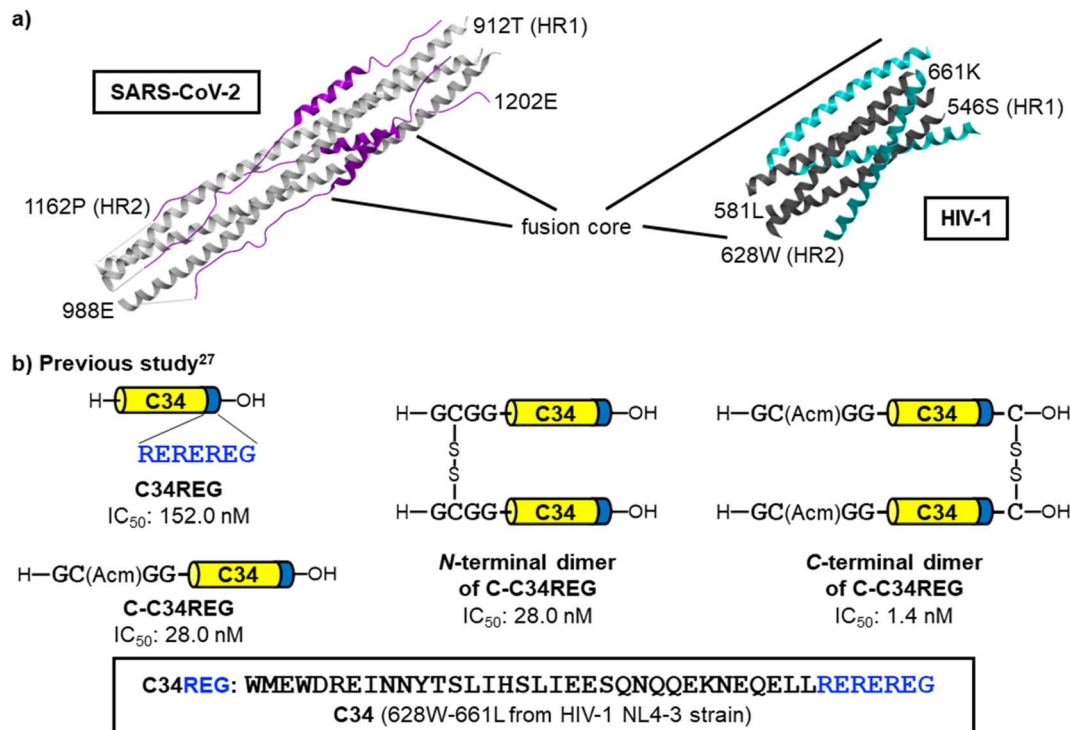 a)
912T (HR1)
SARS-CoV-2
1202E
1162P (HR2)
988E
fusion core
661K
546S (HR1)
581L
HIV-1
628W (HR2)
b) Previous study27
H C34 OH
REREREG
C34REG
IC50: 152.0 nM
H-GC(Acm)GG C34 OH
C-C34REG
IC50: 28.0 nM
H-GCGG C34 OH
S
S
H-GCGG C34 OH
N-terminal dimer
of C-C34REG
IC50: 28.0 nM
H-GC(Acm)GG C34 C-OH
S
S
H-GC(Acm)GG C34 C-OH
C-terminal dimer
of C-C34REG
IC50: 1.4 nM
C34REG: WMEWDREINNYTSLIHSLIEESQNQQEKNEQELLREREREG
C34 (628W-661L from HIV-1 NL4-3 strain)